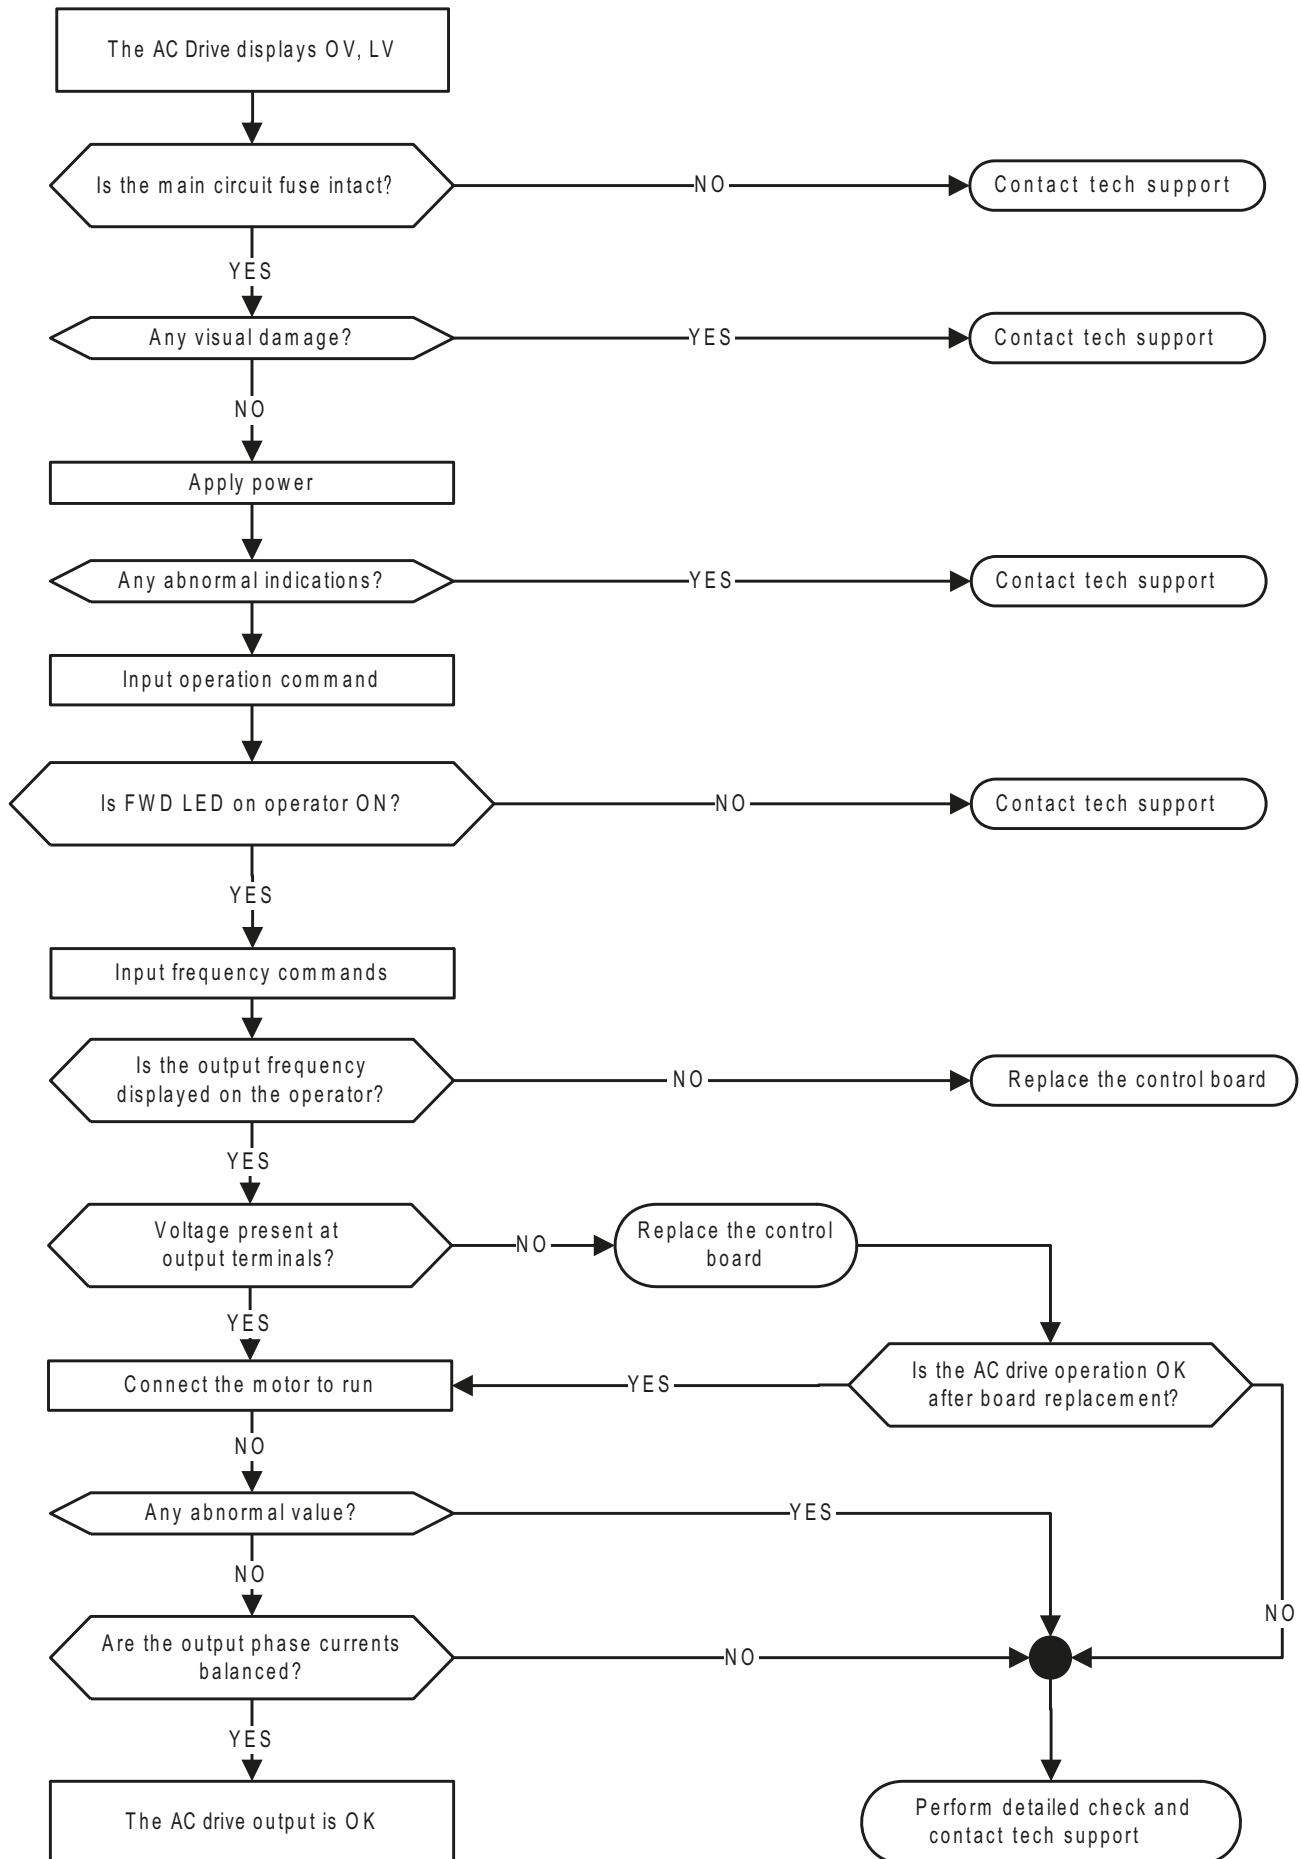 The AC Drive displays OV, LV
Is the main circuit fuse intact?
NO
Contact tech support
YES
Any visual damage?
YES
Contact tech support
NO
Apply power
Any abnormal indications?
YES
Contact tech support
Input operation command
Is FWD LED on operator ON?
NO
Contact tech support
YES
Input frequency commands
Is the output frequency
displayed on the operator?
NO
Replace the control board
YES
Voltage present at
output terminals?
NO
Replace the control
board
YES
Connect the motor to run
YES
Is the AC drive operation OK
after board replacement?
NO
Any abnormal value?
YES
NO
NO
Are the output phase currents
balanced?
NO
YES
The AC drive output is OK
Perform detailed check and
contact tech support